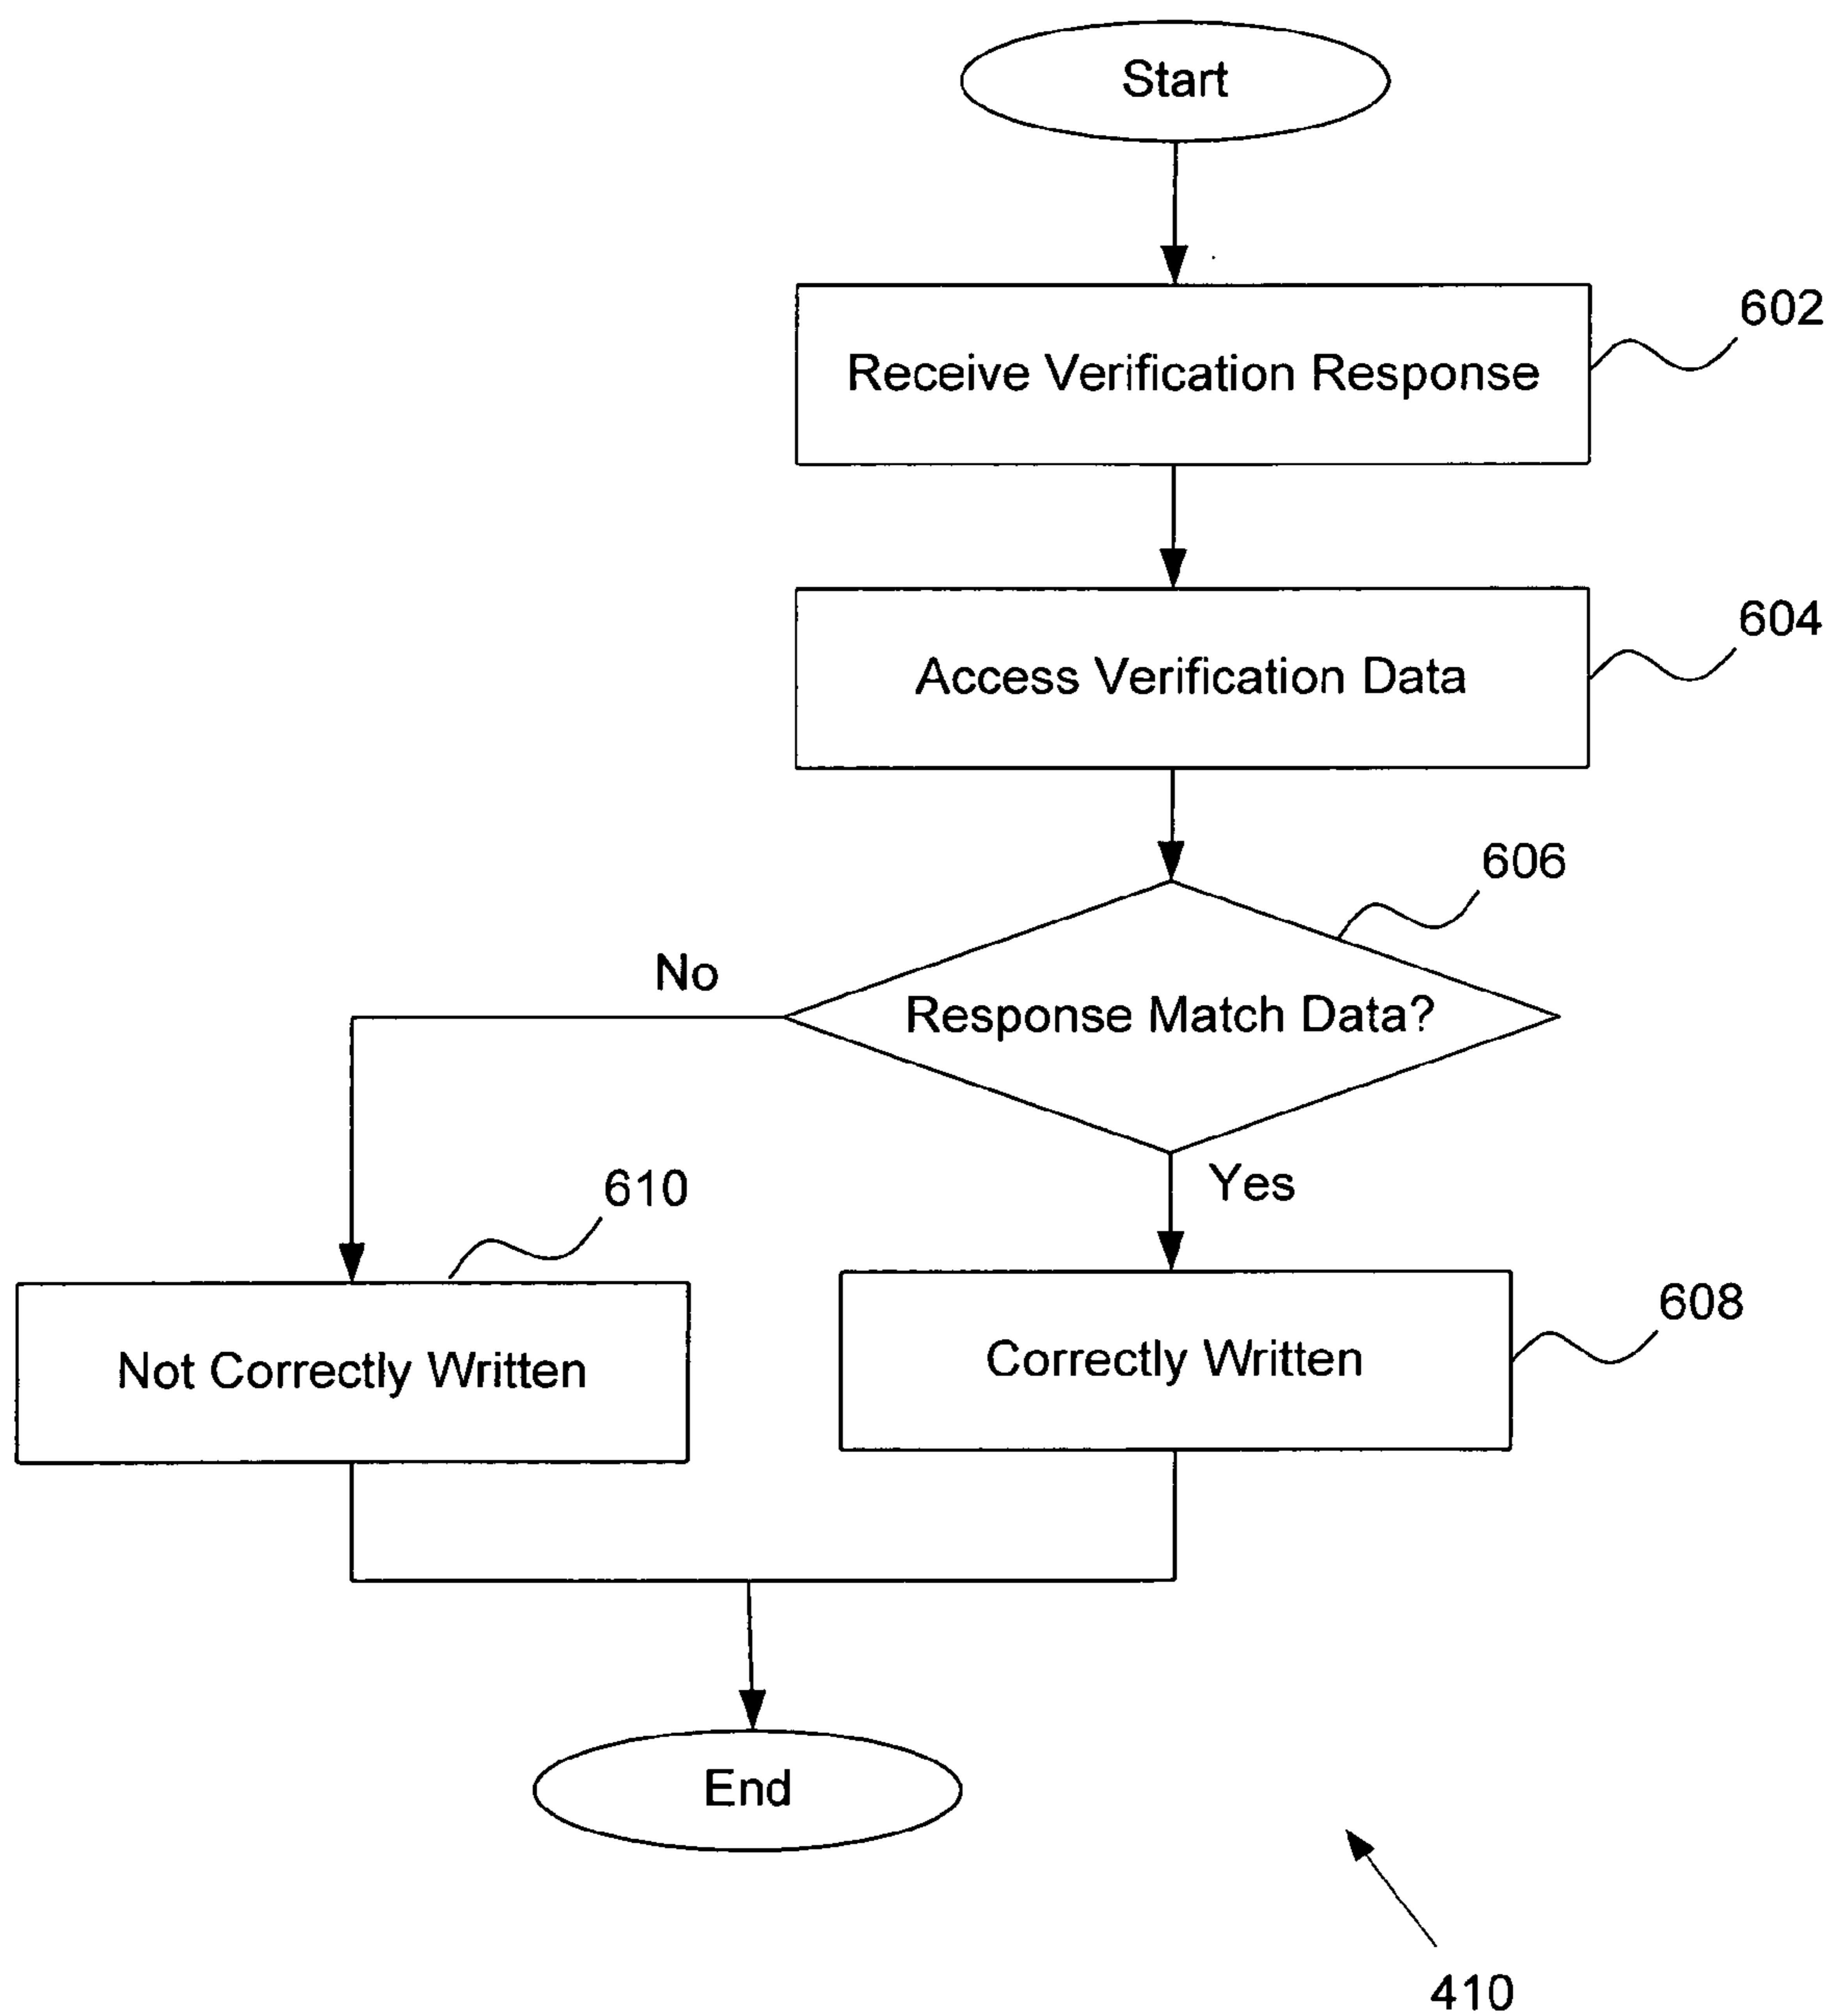 Start
602
Receive Verification Response
604
Access Verification Data
606
No
Response Match Data?
Yes
610
608
Not Correctly Written
Correctly Written
End
410